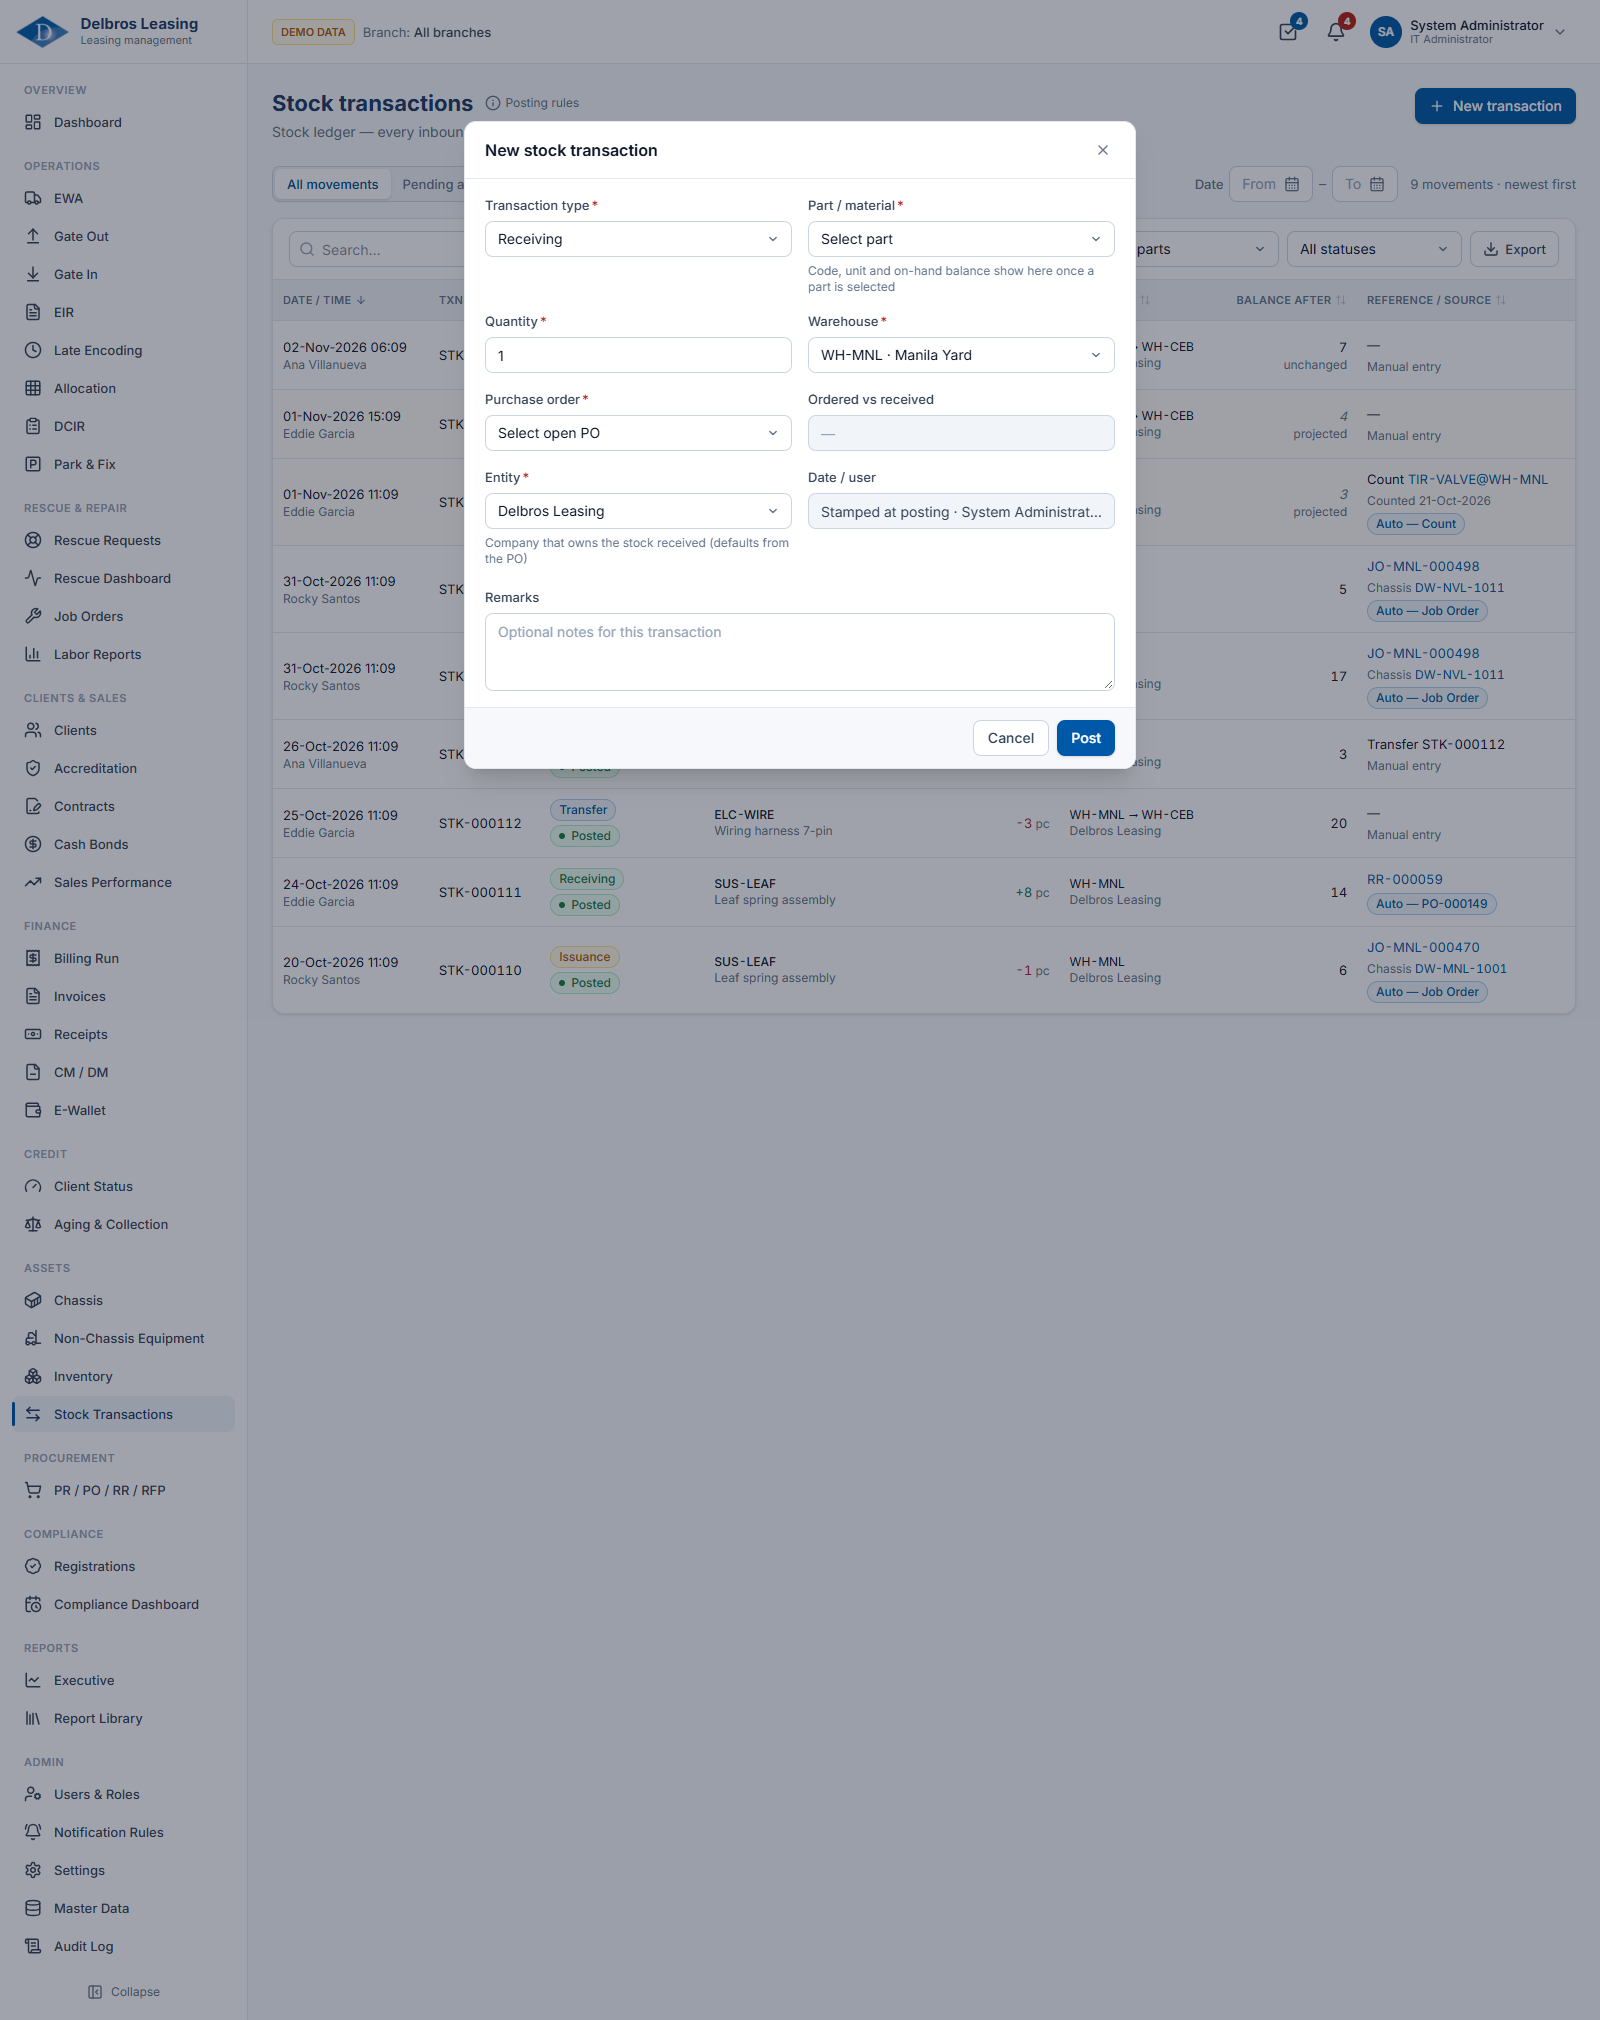 Delbros Leasing
Leasing management
DEMO DATA
Branch: All branches
4
4
SA
System Administrator
IT Administrator
OVERVIEW
Dashboard
OPERATIONS
EWA
Gate Out
Gate In
EIR
Late Encoding
Allocation
DCIR
Park & Fix
RESCUE & REPAIR
Rescue Requests
Rescue Dashboard
Job Orders
Labor Reports
CLIENTS & SALES
Clients
Accreditation
Contracts
Cash Bonds
Sales Performance
FINANCE
Billing Run
Invoices
Receipts
CM / DM
E-Wallet
CREDIT
Client Status
Aging & Collection
ASSETS
Chassis
Non-Chassis Equipment
Inventory
Stock Transactions
PROCUREMENT
PR / PO / RR / RFP
COMPLIANCE
Registrations
Compliance Dashboard
REPORTS
Executive
Report Library
ADMIN
Users & Roles
Notification Rules
Settings
Master Data
Audit Log
Collapse
Stock transactions
Posting rules
New transaction
Stock ledger — every inboun
All movements
Pending a
Date From – To
9 movements · newest first
Search...
parts
All statuses
Export
DATE / TIME
TXN
BALANCE AFTER
REFERENCE / SOURCE
02-Nov-2026 06:09
Ana Villanueva
STK
WH-CEB
sing
7
unchanged
—
Manual entry
01-Nov-2026 15:09
Eddie Garcia
STK
WH-CEB
sing
4
projected
—
Manual entry
01-Nov-2026 11:09
Eddie Garcia
STK
sing
3
projected
Count TIR-VALVE@WH-MNL
Counted 21-Oct-2026
Auto — Count
31-Oct-2026 11:09
Rocky Santos
STK
sing
5
JO-MNL-000498
Chassis DW-NVL-1011
Auto — Job Order
31-Oct-2026 11:09
Rocky Santos
STK
sing
17
JO-MNL-000498
Chassis DW-NVL-1011
Auto — Job Order
26-Oct-2026 11:09
Ana Villanueva
STK
Posted
sing
3
Transfer STK-000112
Manual entry
25-Oct-2026 11:09
Eddie Garcia
STK-000112
Transfer
Posted
ELC-WIRE
Wiring harness 7-pin
-3 pc
WH-MNL → WH-CEB
Delbros Leasing
20
—
Manual entry
24-Oct-2026 11:09
Eddie Garcia
STK-000111
Receiving
Posted
SUS-LEAF
Leaf spring assembly
+8 pc
WH-MNL
Delbros Leasing
14
RR-000059
Auto — PO-000149
20-Oct-2026 11:09
Rocky Santos
STK-000110
Issuance
Posted
SUS-LEAF
Leaf spring assembly
-1 pc
WH-MNL
Delbros Leasing
6
JO-MNL-000470
Chassis DW-MNL-1001
Auto — Job Order
New stock transaction
Transaction type*
Receiving
Part / material*
Select part
Code, unit and on-hand balance show here once a
part is selected
Quantity*
1
Warehouse*
WH-MNL · Manila Yard
Purchase order*
Select open PO
Ordered vs received
—
Entity*
Delbros Leasing
Company that owns the stock received (defaults from
the PO)
Date / user
Stamped at posting · System Administrat...
Remarks
Optional notes for this transaction
Cancel
Post